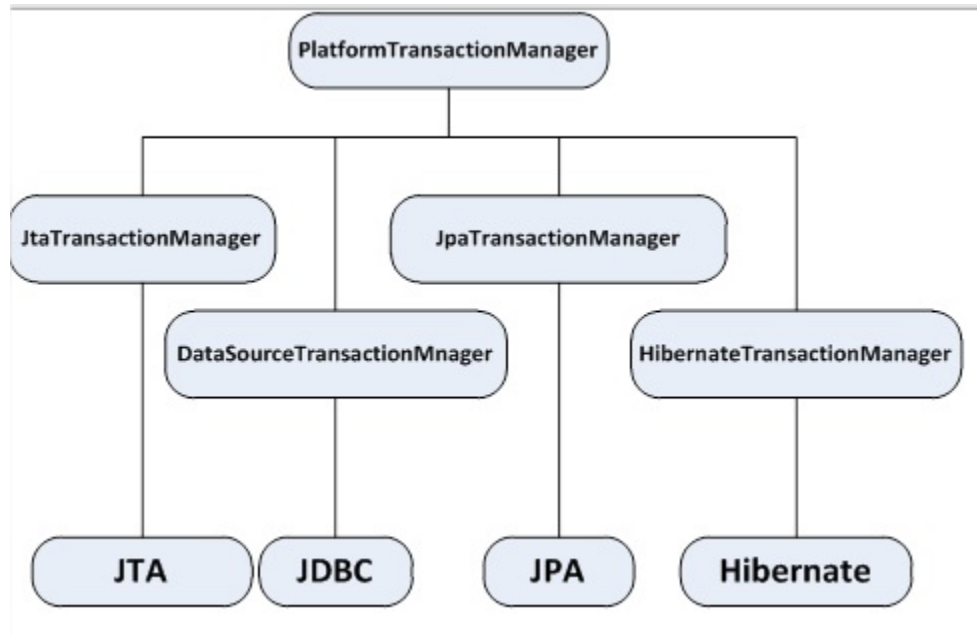 PlatformTransactionManager
JtaTransactionManager
JpaTransactionManager
DataSourceTransactionMnager
HibernateTransactionManager
JTA
JDBC
JPA
Hibernate